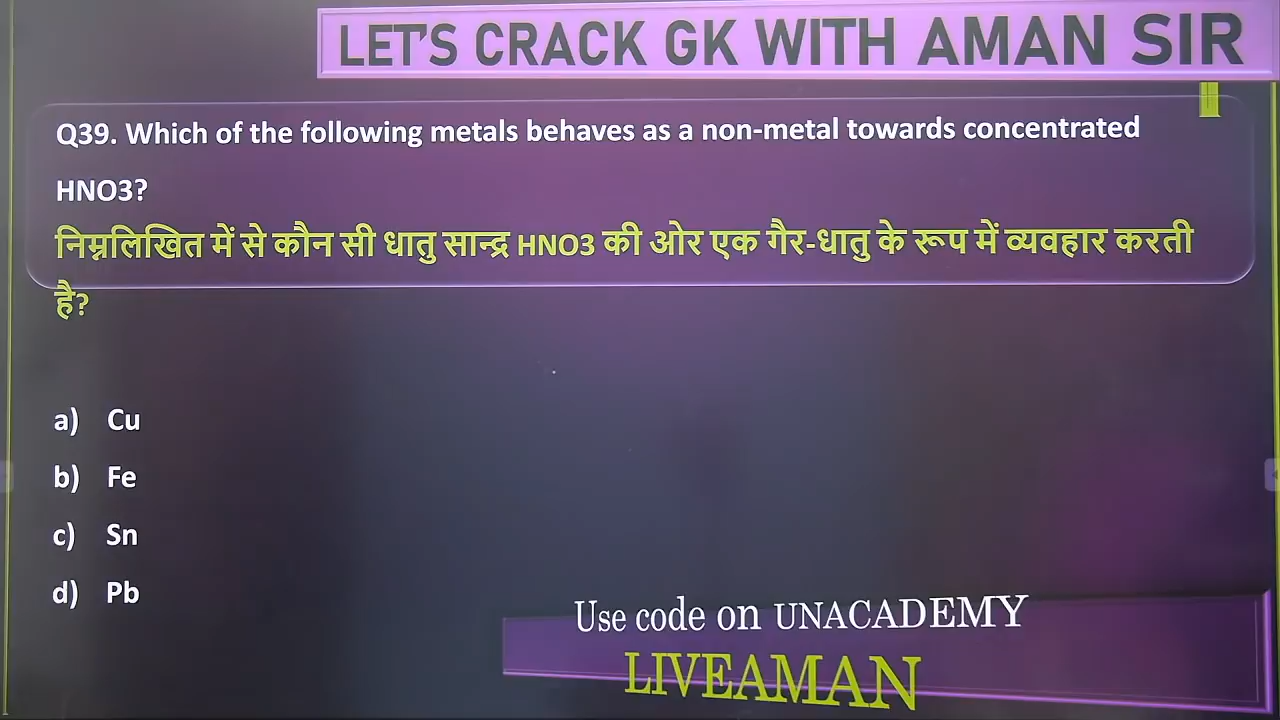 LET'S CRACK GK WITH AMAN SIR
Q39. Which of the following metals behaves as a non-metal towards concentrated
HNO3?
निम्नलिखित में से कौन सी धातु सान्द्र HNO3 की ओर एक गैर-धातु के रूप में व्यवहार करती
है?
a) Cu
b) Fe
c) Sn
d) Pb
Use code on UNACADEMY
LIVEAMAN